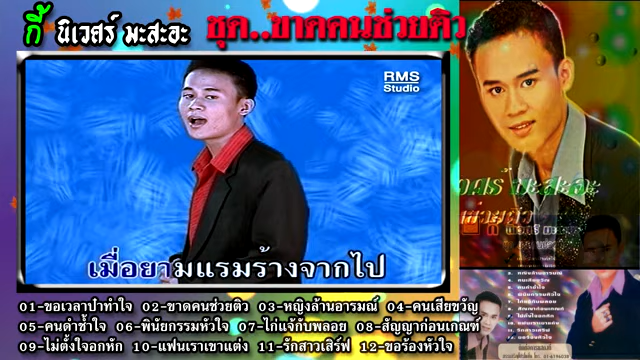 กี้ นิเวศร์ มะสะอะ ชุด..ขาดคนช่วยติว
RMS
Studio
เมื่อยามแรมร้างจากไป
01-ขอเวลาป๋าทำใจ 02-ขาดคนช่วยติว 03-หญิงล้านอารมณ์ 04-คนเสียขวัญ
05-คนดำช้ำใจ 06-พินัยกรรมหัวใจ 07-ไก่แจ้กับพลอย 08-สัญญาก่อนเกณฑ์
09-ไม่ตั้งใจอกหัก 10-แฟนเราเขาแต่ง 11-รักสาวเสิร์ฟ 12-ขอร้องหัวใจ